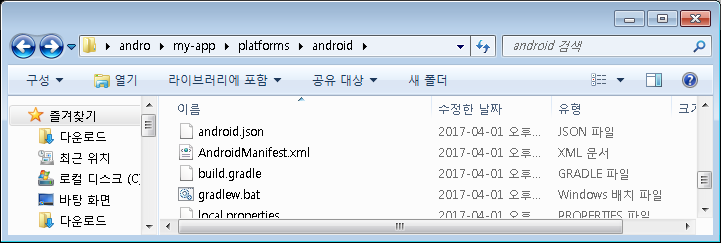 andro ▸ my-app ▸ platforms ▸ android ▸
android 검색
구성 열기 라이브러리에 포함 공유 대상 새 폴더
이름 수정한 날짜 유형 크기
즐겨찾기
다운로드
최근 위치
로컬 디스크 (C
바탕 화면
다운로드
android.json 2017-04-01 오후... JSON 파일
AndroidManifest.xml 2017-04-01 오후... XML 문서
build.gradle 2017-04-01 오후... GRADLE 파일
gradlew.bat 2017-04-01 오후... Windows 배치 파일
local.properties 2017-04-01 오후... PROPERTIES 파일